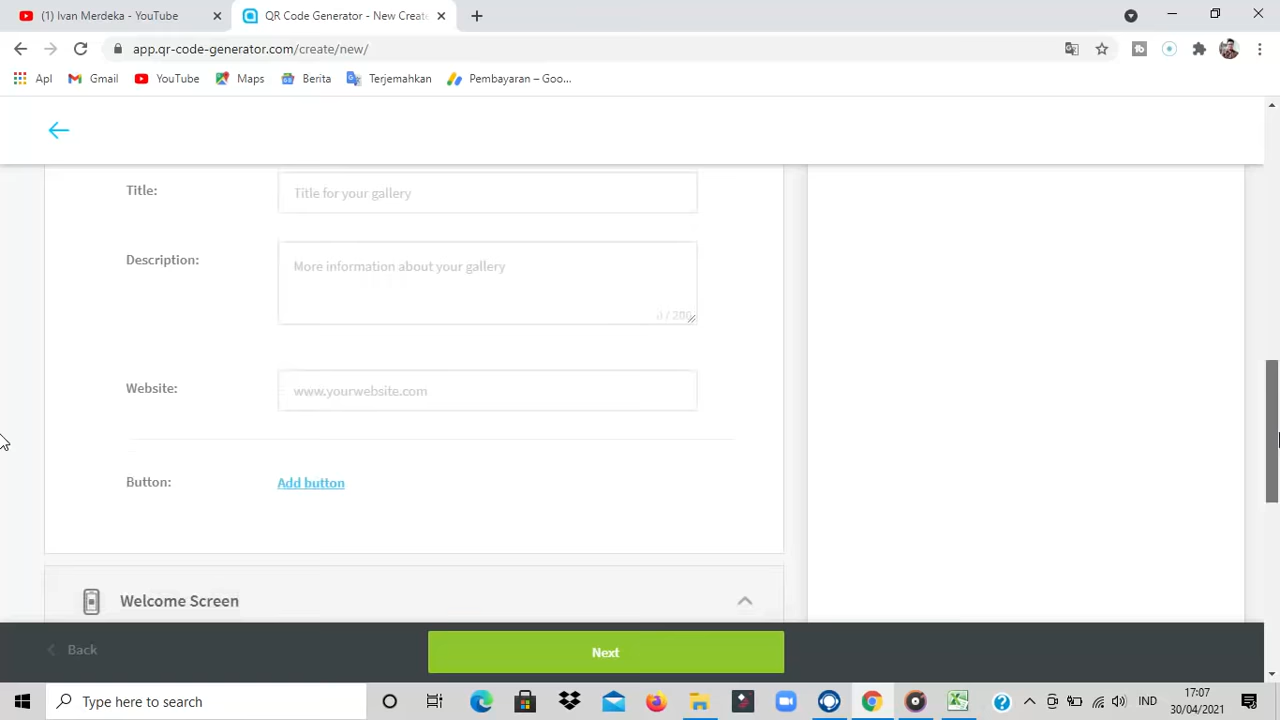 (1) Ivan Merdeka - YouTube
QR Code Generator - New Create
app.qr-code-generator.com/create/new/
Apl
Gmail
YouTube
Maps
Berita
Terjemahkan
Pembayaran – Goo...
Title:
Title for your gallery
Description:
More information about your gallery
/ 200
Website:
www.yourwebsite.com
Button:
Add button
Welcome Screen
Back
Next
Type here to search
IND
17:07
30/04/2021